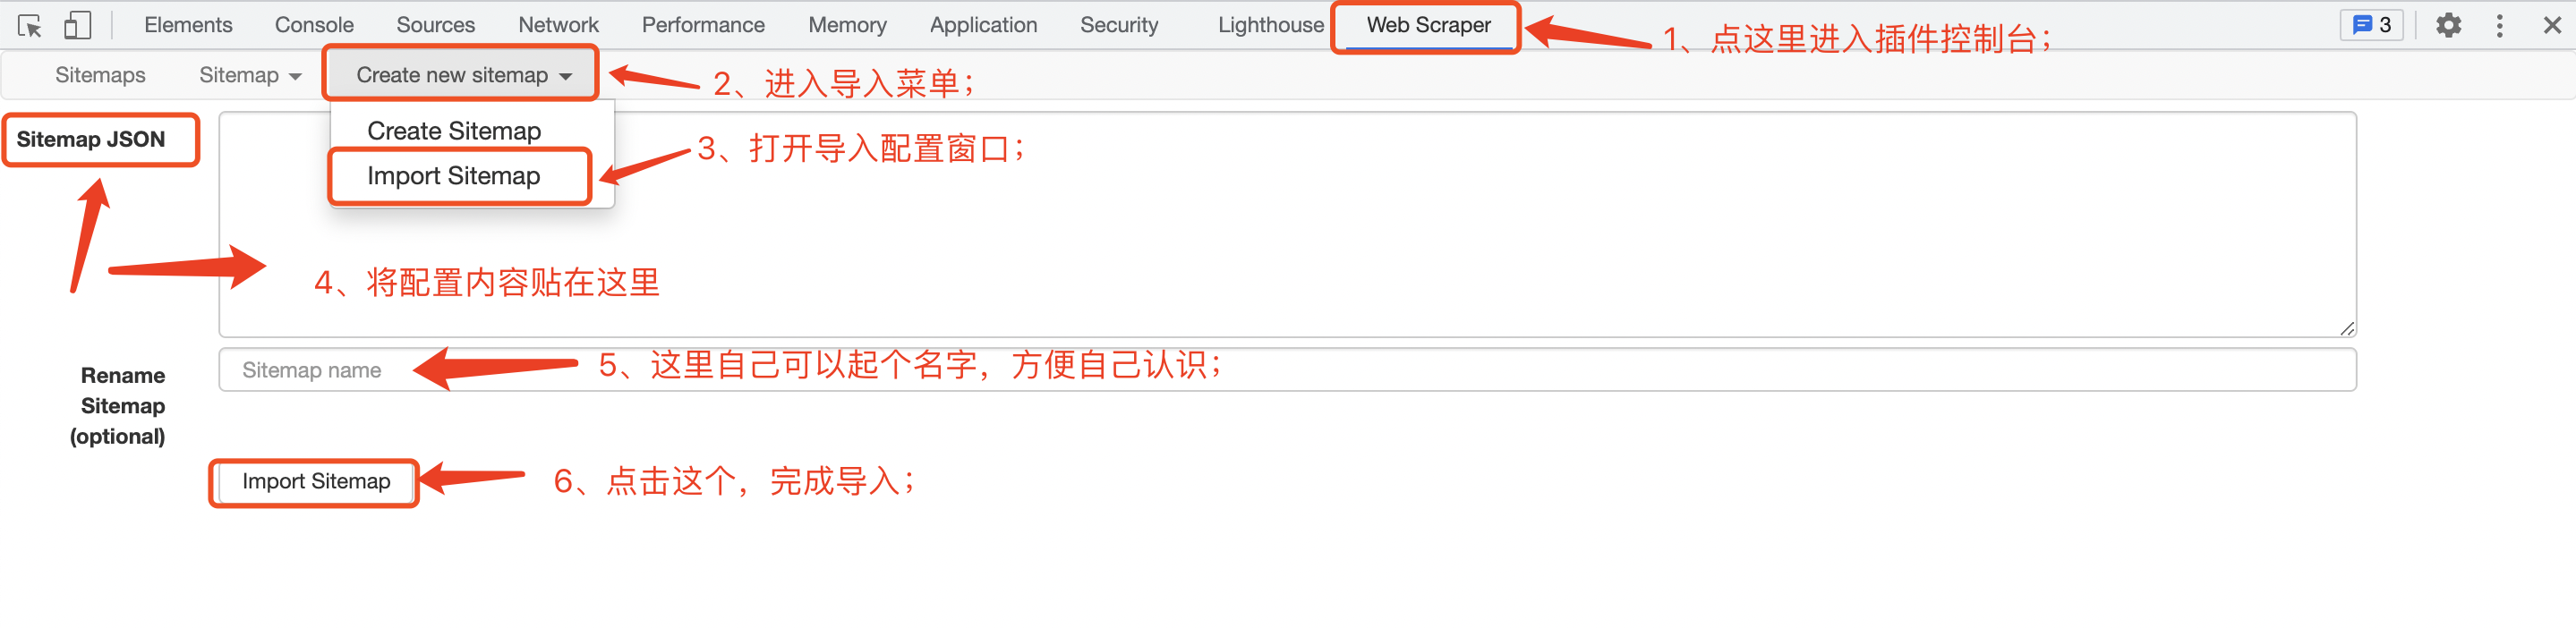 Elements Console Sources Network Performance Memory Application Security Lighthouse Web Scraper 3
1、点这里进入插件控制台；
Sitemaps Sitemap Create new sitemap
2、进入导入菜单；
Create Sitemap
Sitemap JSON
3、打开导入配置窗口；
Import Sitemap
4、将配置内容贴在这里
Sitemap name
5、这里自己可以起个名字，方便自己认识；
Rename
Sitemap
(optional)
Import Sitemap
6、点击这个，完成导入；